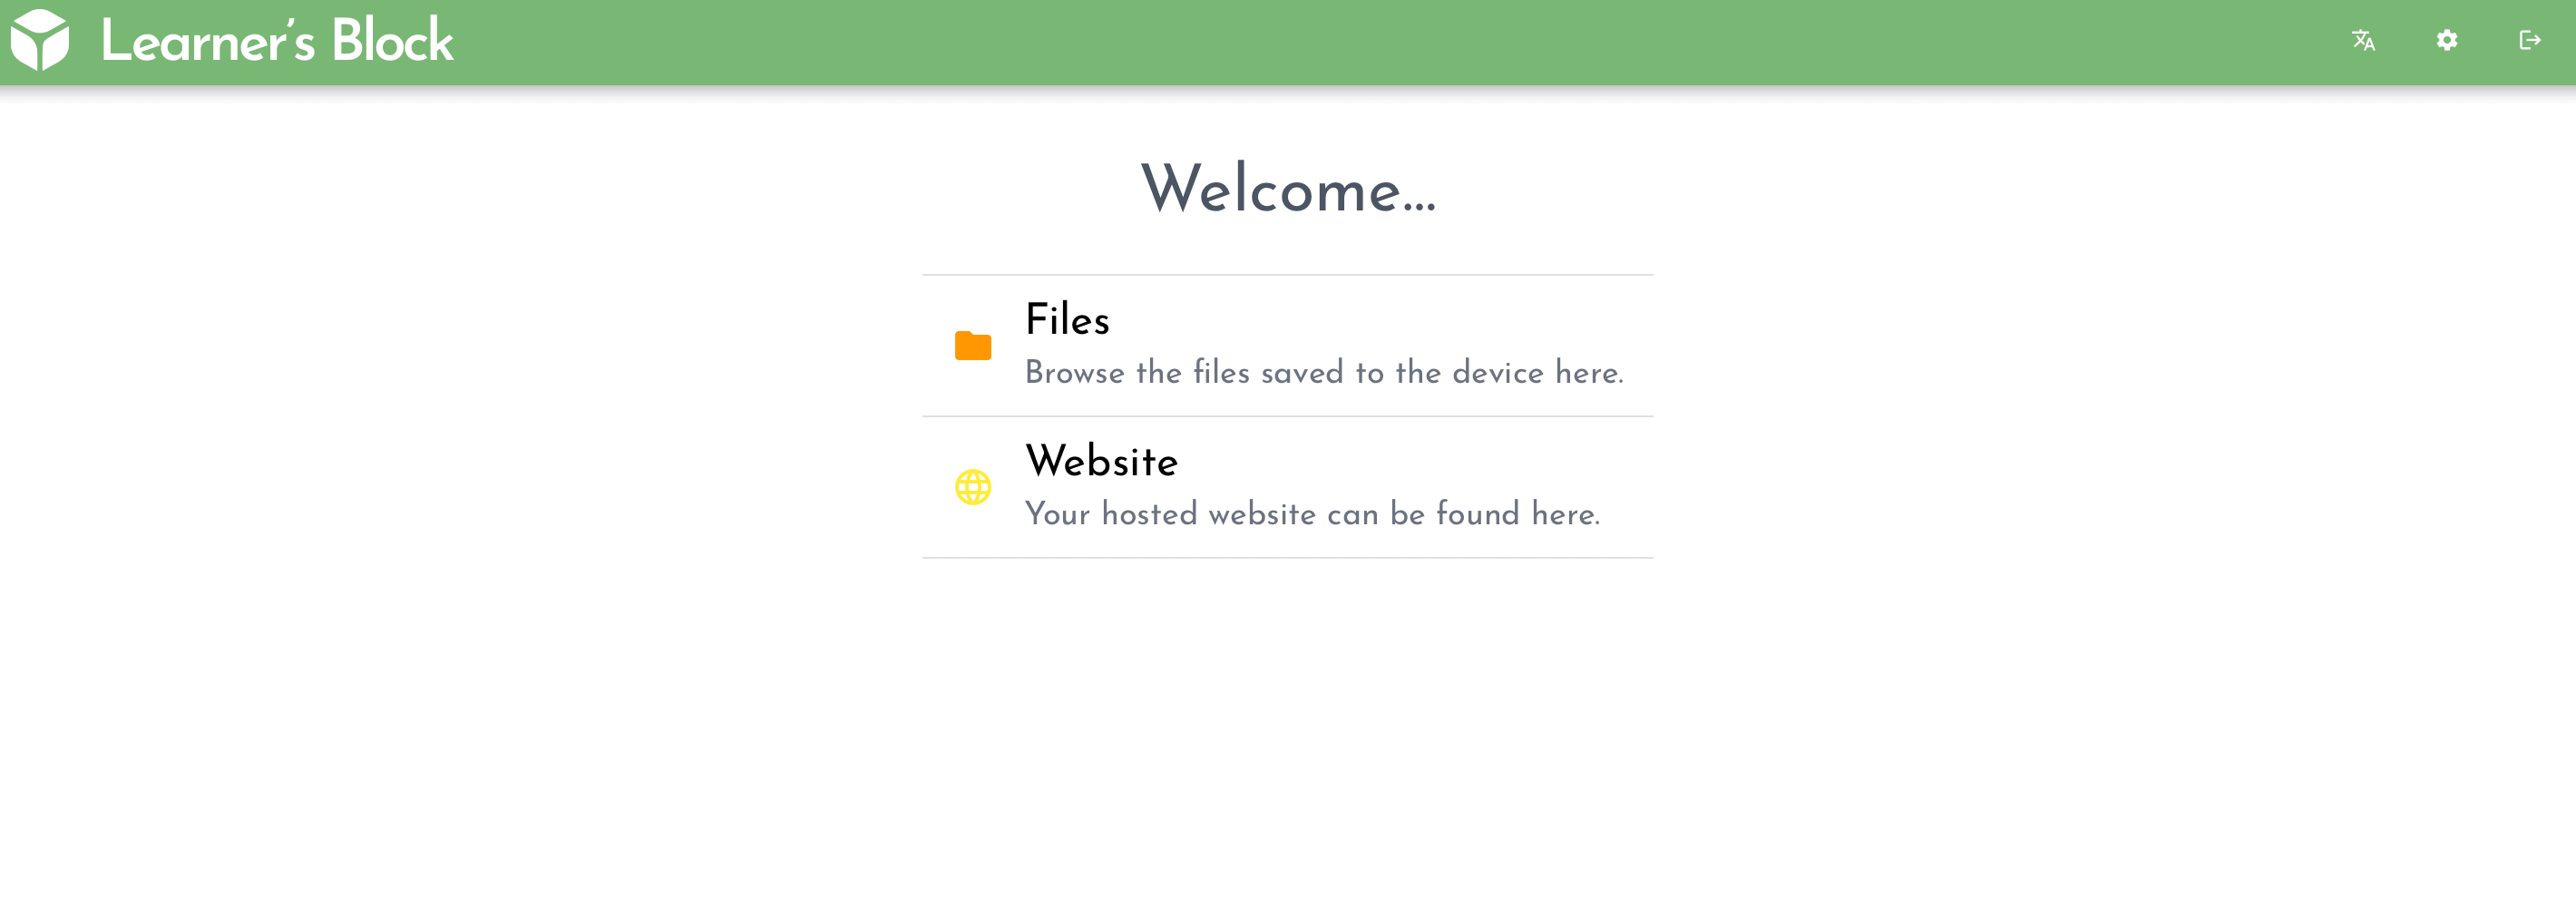 Learner’s Block
Welcome...
Files
Browse the files saved to the device here.
Website
Your hosted website can be found here.